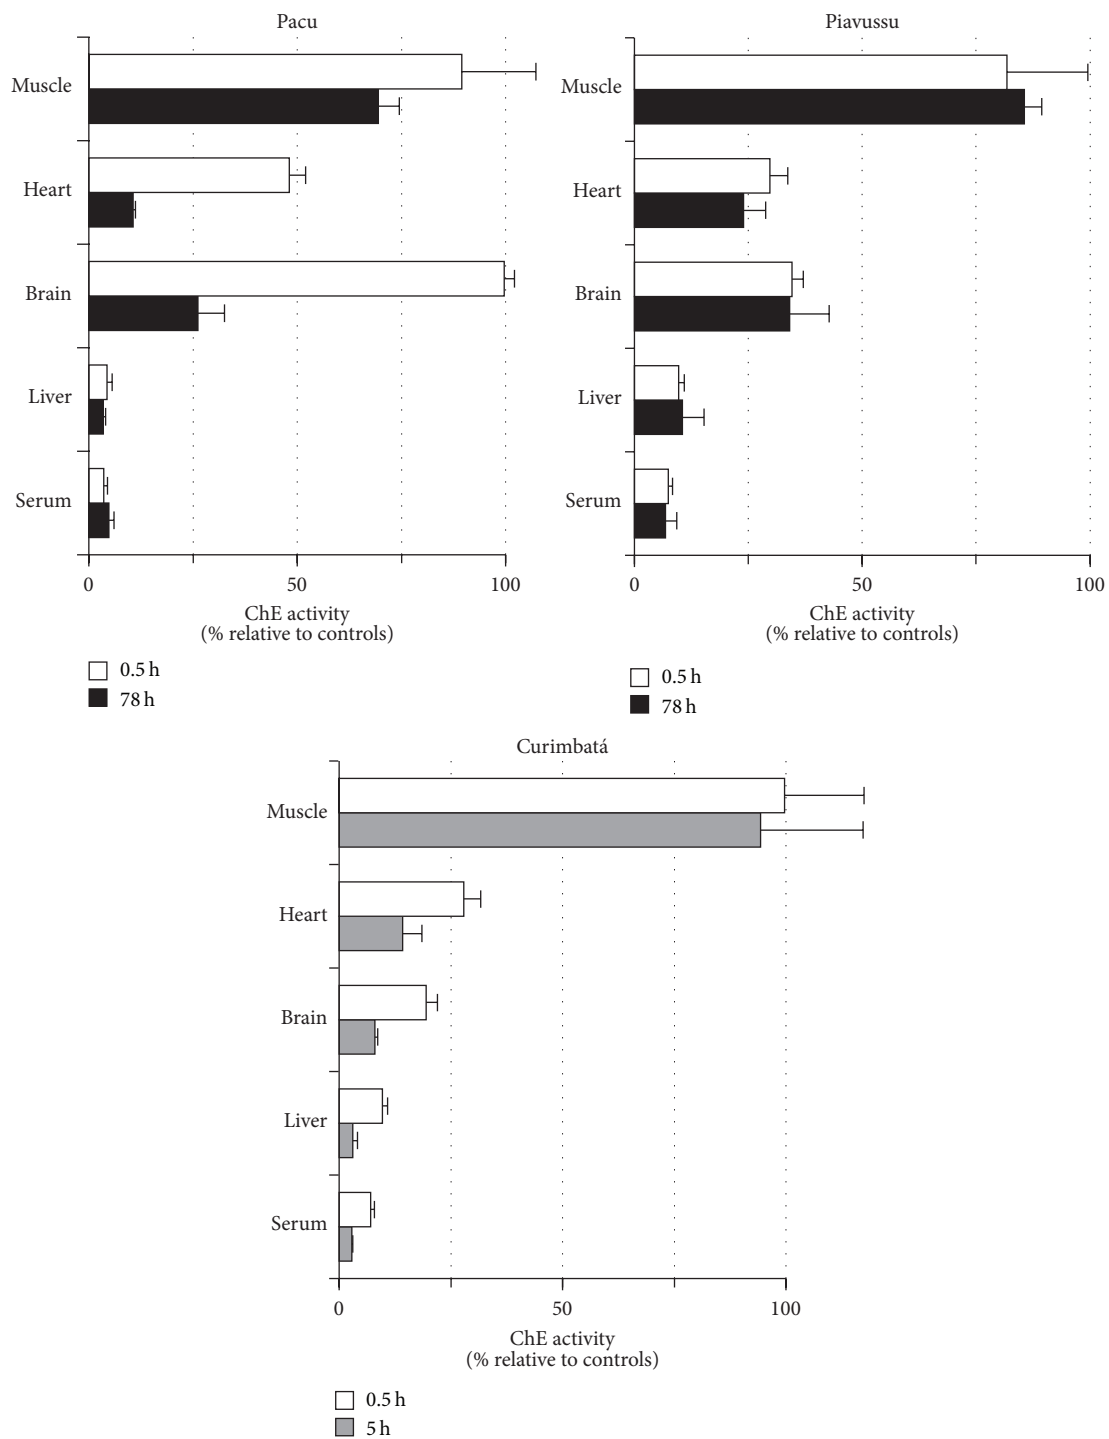 Pacu
Muscle
Heart
Brain
Liver
Serum
0 50 100
ChE activity
(% relative to controls)
0.5 h
78 h
Piavussu
Muscle
Heart
Brain
Liver
Serum
0 50 100
ChE activity
(% relative to controls)
0.5 h
78 h
Curimbatá
Muscle
Heart
Brain
Liver
Serum
0 50 100
ChE activity
(% relative to controls)
0.5 h
5 h